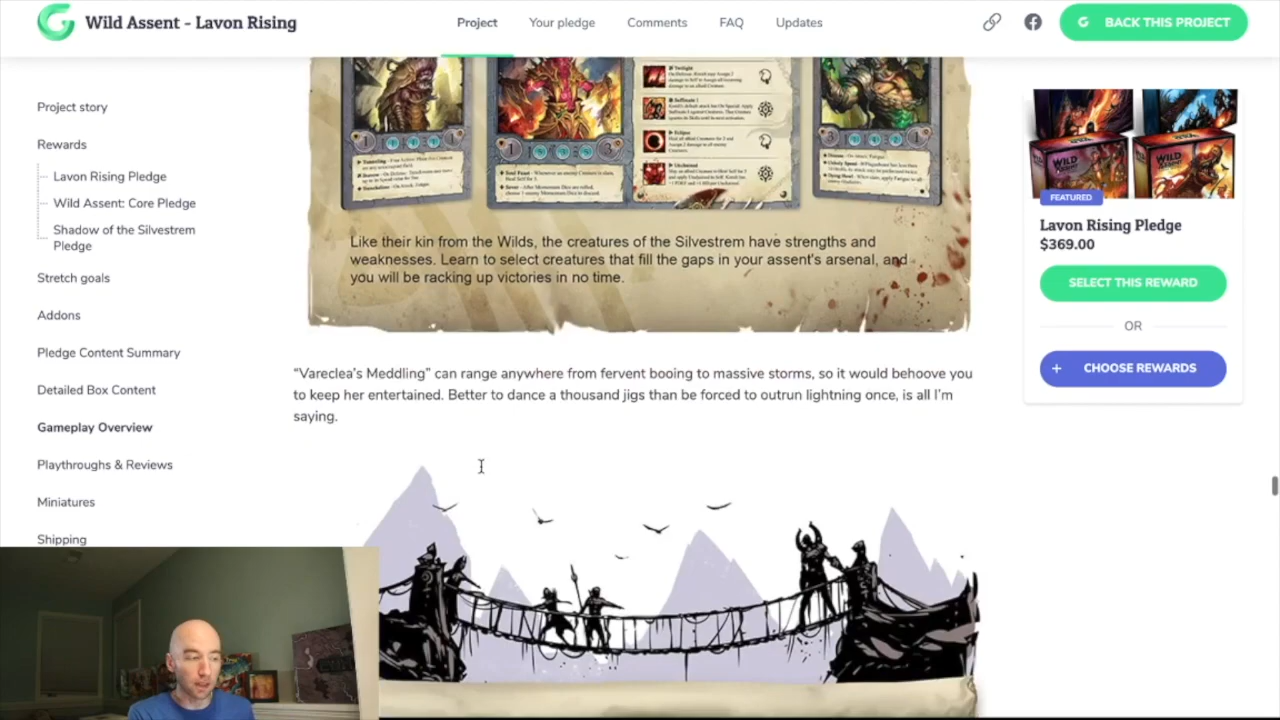 Wild Assent - Lavon Rising
Project
Your pledge
Comments
FAQ
Updates
BACK THIS PROJECT
Project story
Rewards
Lavon Rising Pledge
Wild Assent: Core Pledge
Shadow of the Silvestrem
Pledge
Stretch goals
Addons
Pledge Content Summary
Detailed Box Content
Gameplay Overview
Playthroughs & Reviews
Miniatures
Shipping
Like their kin from the Wilds, the creatures of the Silvestrem have strengths and
weaknesses. Learn to select creatures that fill the gaps in your assent's arsenal, and
you will be racking up victories in no time.
“Vareclea’s Meddling” can range anywhere from fervent booing to massive storms, so it would behoove you
to keep her entertained. Better to dance a thousand jigs than be forced to outrun lightning once, is all I’m
saying.
WILD
WILD
FEATURED
Lavon Rising Pledge
$369.00
SELECT THIS REWARD
OR
+ CHOOSE REWARDS